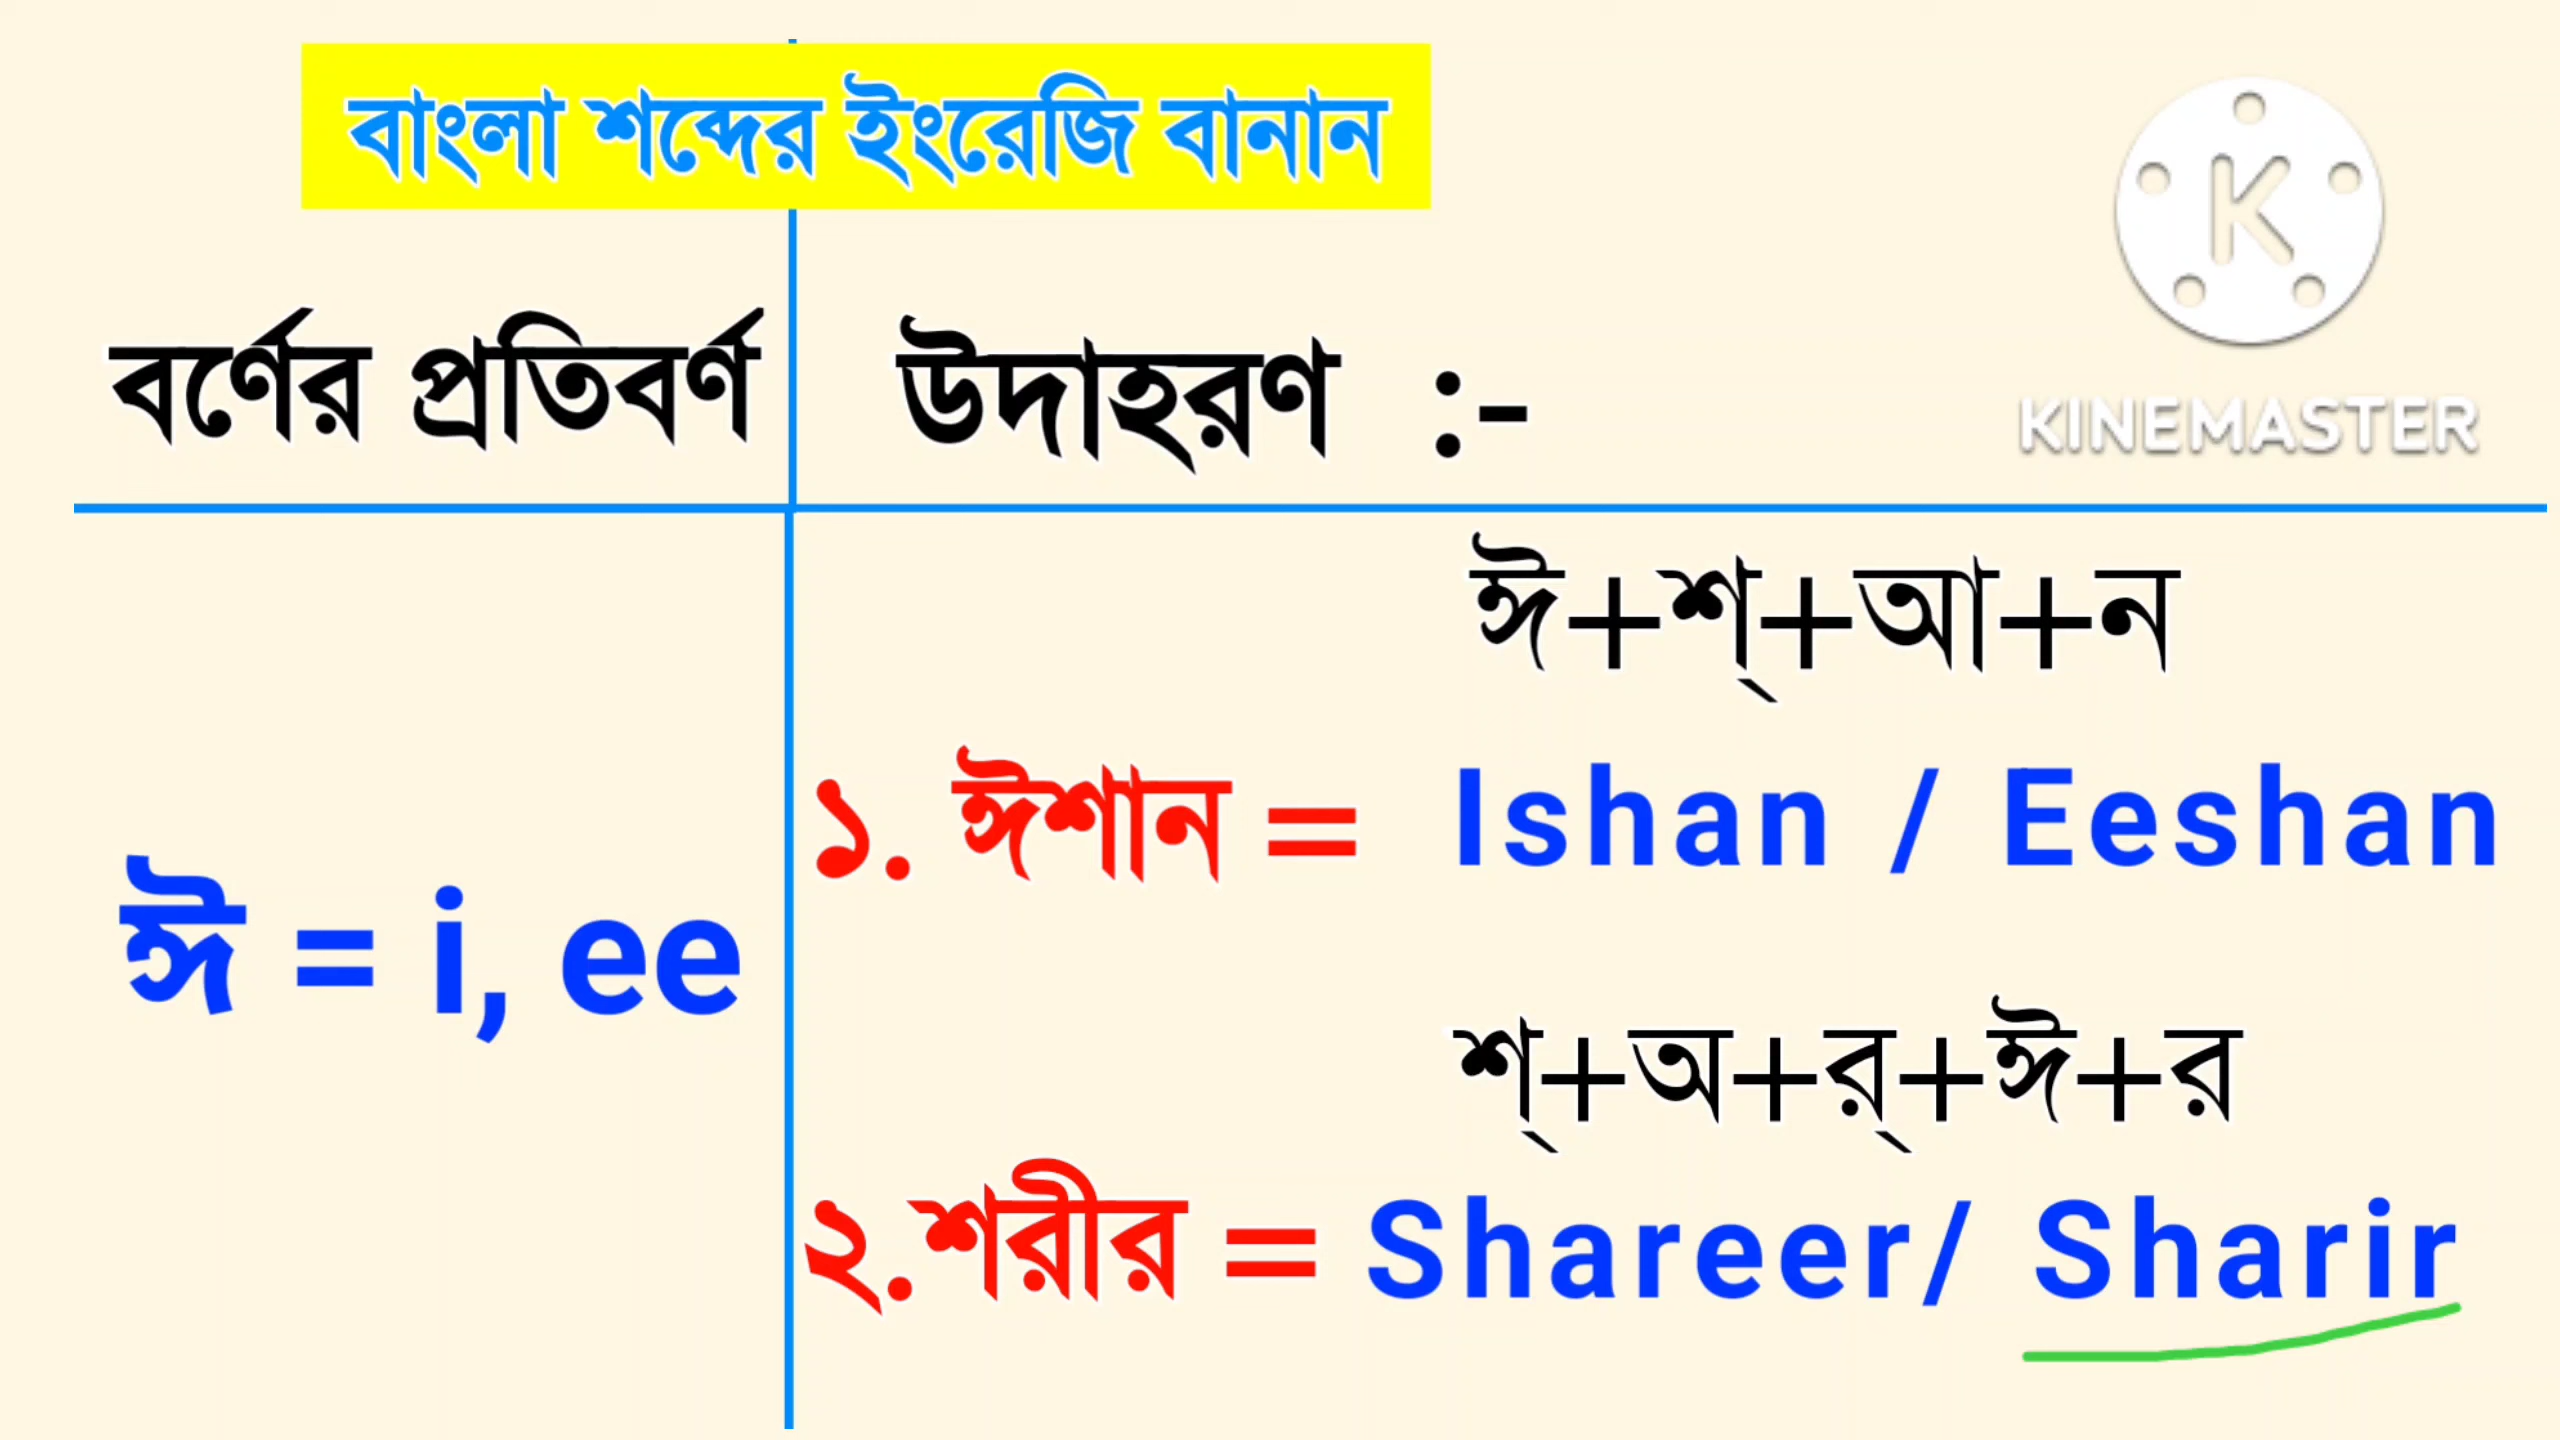 বাংলা শব্দের ইংরেজি বানান
KINEMASTER
বর্ণের প্রতিবর্ণ
উদাহরণ :-
ঈ = i, ee
ঈ+শ্+আ+ন
১. ঈশান = Ishan / Eeshan
শ্+অ+র্+ঈ+র
২.শরীর = Shareer/ Sharir